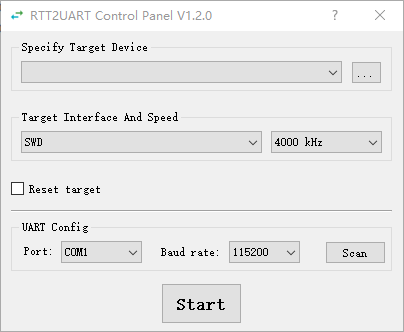 RTT2UART Control Panel V1.2.0
Specify Target Device
...
Target Interface And Speed
SWD 4000 kHz
Reset target
UART Config
Port: COM1 Baud rate: 115200 Scan
Start